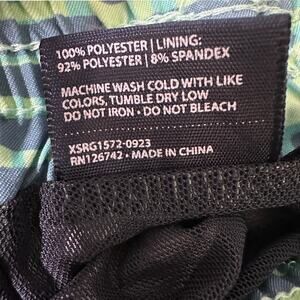 100% POLYESTER | LINING:
92% POLYESTER | 8% SPANDEX
MACHINE WASH COLD WITH LIKE
COLORS, TUMBLE DRY LOW
DO NOT IRON • DO NOT BLEACH
XSRG1572-0923
RN126742 • MADE IN CHINA